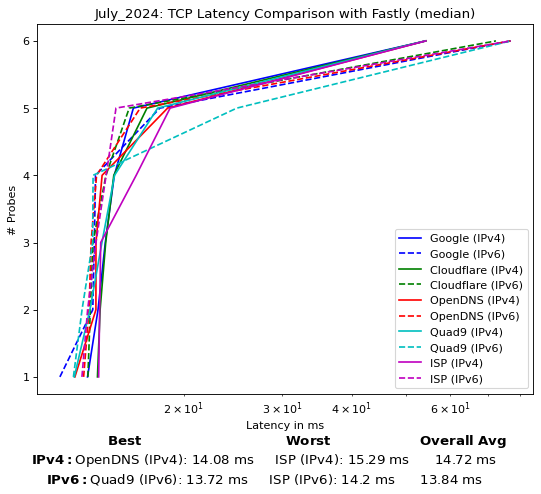 July_2024: TCP Latency Comparison with Fastly (median)
6
5
4
3
2
1
# Probes
Google (IPv4)
Google (IPv6)
Cloudflare (IPv4)
Cloudflare (IPv6)
OpenDNS (IPv4)
OpenDNS (IPv6)
Quad9 (IPv4)
Quad9 (IPv6)
ISP (IPv4)
ISP (IPv6)
2 × 10¹ 3 × 10¹ 4 × 10¹ 6 × 10¹
Latency in ms
Best Worst Overall Avg
IPv4: OpenDNS (IPv4): 14.08 ms ISP (IPv4): 15.29 ms 14.72 ms
IPv6: Quad9 (IPv6): 13.72 ms ISP (IPv6): 14.2 ms 13.84 ms